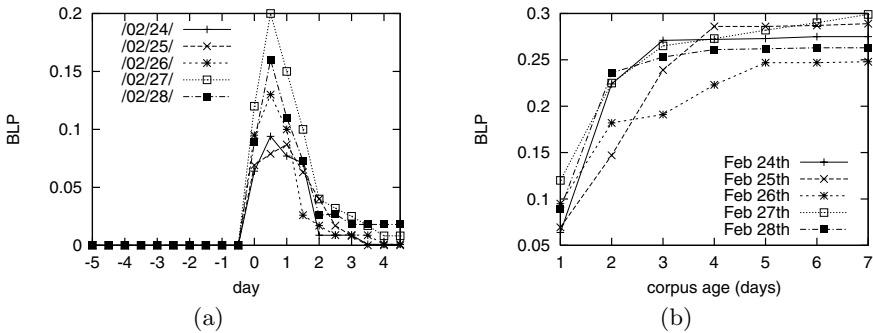 BLP
0.2
0.15
0.1
0.05
0
-5 -4 -3 -2 -1 0 1 2 3 4
day
/02/24/
/02/25/
/02/26/
/02/27/
/02/28/
(a)
BLP
0.3
0.25
0.2
0.15
0.1
0.05
1 2 3 4 5 6 7
corpus age (days)
Feb 24th
Feb 25th
Feb 26th
Feb 27th
Feb 28th
(b)